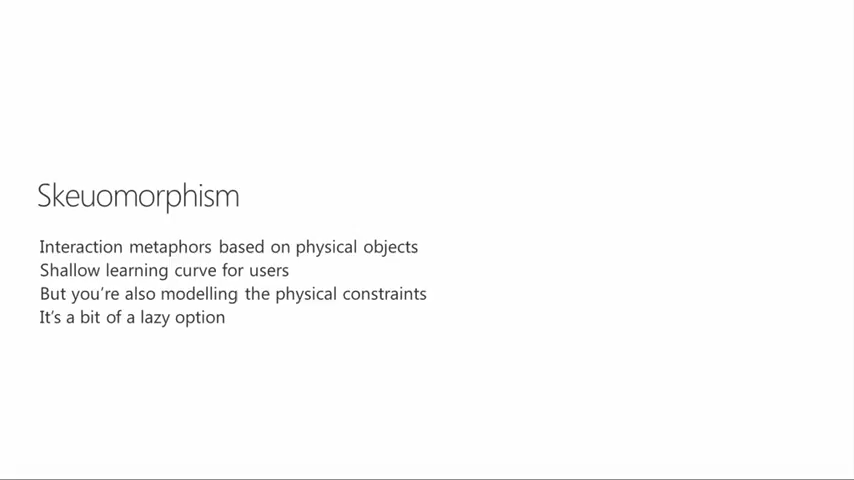 Skeuomorphism
Interaction metaphors based on physical objects
Shallow learning curve for users
But you're also modelling the physical constraints
It's a bit of a lazy option